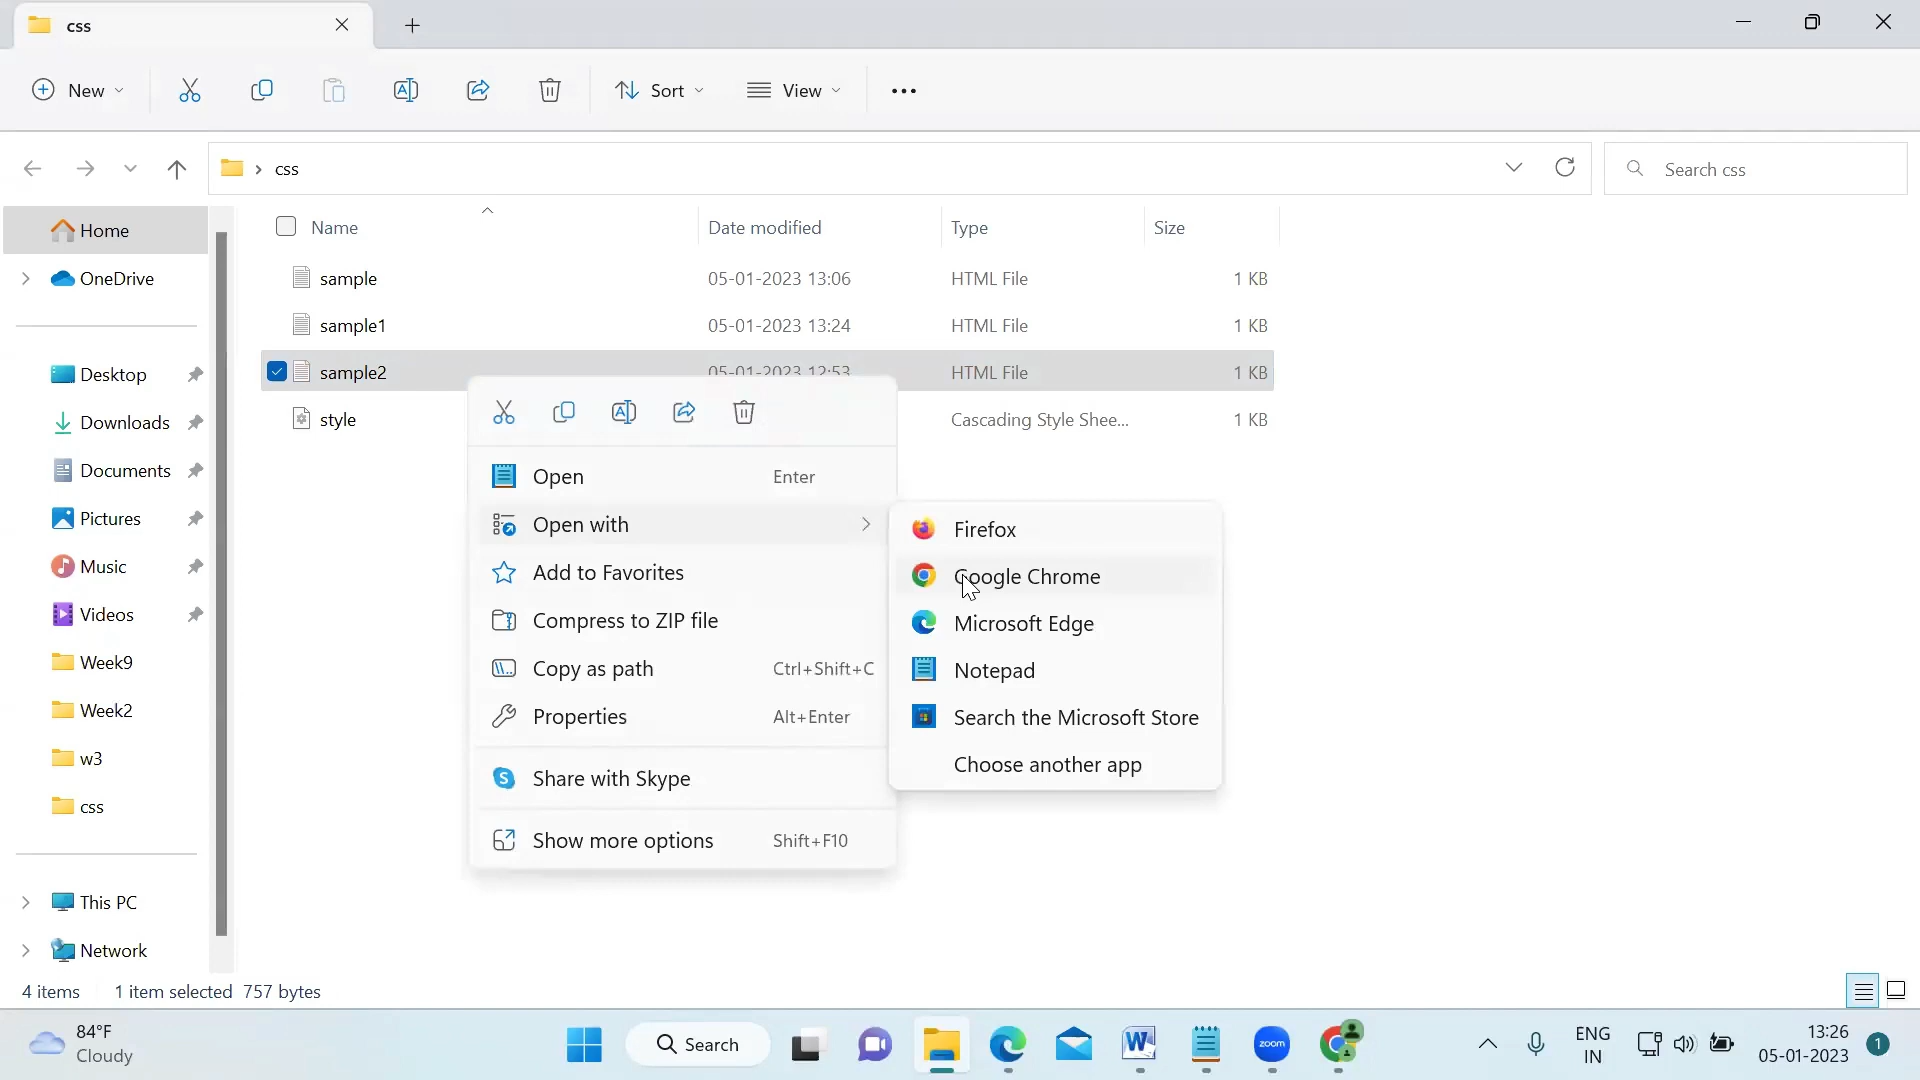 css
New
Sort
View
css
Search css
Home
OneDrive
Desktop
Downloads
Documents
Pictures
Music
Videos
Week9
Week2
w3
css
This PC
Network
Name Date modified Type Size
sample 05-01-2023 13:06 HTML File 1 KB
sample1 05-01-2023 13:24 HTML File 1 KB
sample2 05-01-2023 12:53 HTML File 1 KB
style Cascading Style Shee... 1 KB
Open Enter
Open with
Add to Favorites
Compress to ZIP file
Copy as path Ctrl+Shift+C
Properties Alt+Enter
Share with Skype
Show more options Shift+F10
Firefox
Google Chrome
Microsoft Edge
Notepad
Search the Microsoft Store
Choose another app
4 items 1 item selected 757 bytes
84°F
Cloudy
Search
zoom
ENG
IN
13:26
05-01-2023
1